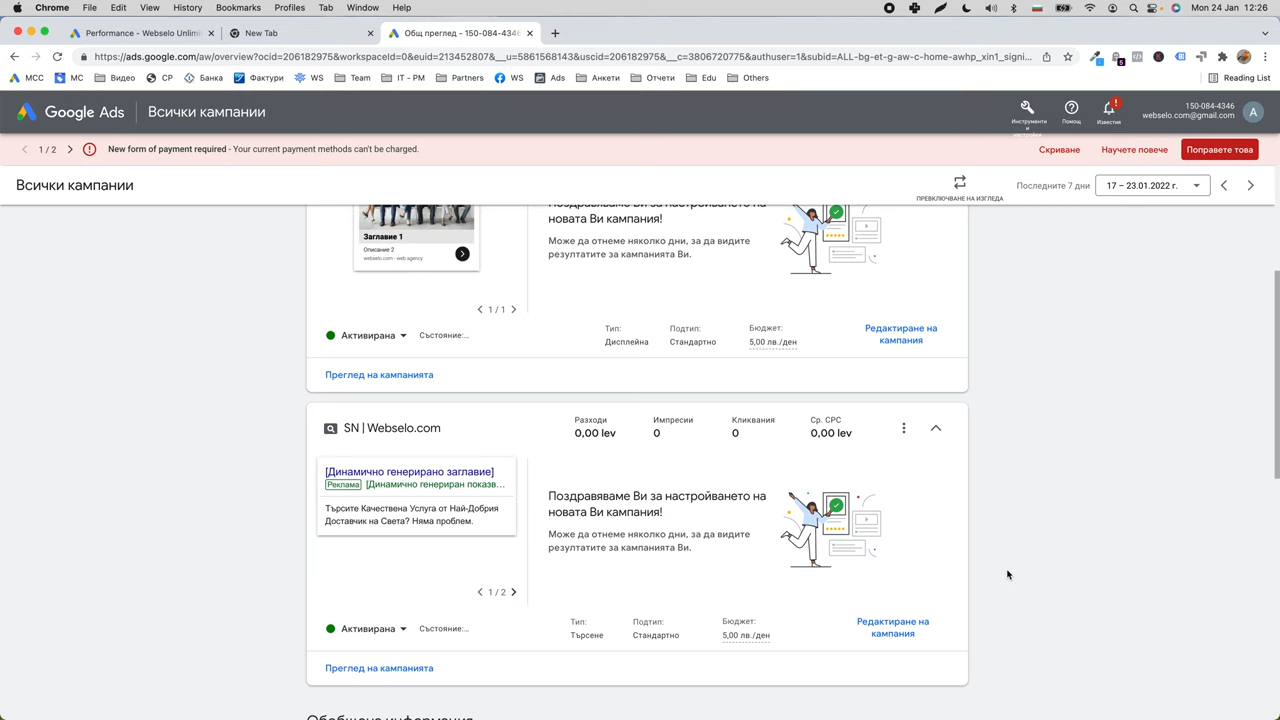 Chrome File Edit View History Bookmarks Profiles Tab Window Help Mon 24 Jan 12:26
Performance - Webselo Unlimi New Tab Общ преглед - 150-084-4346
https://ads.google.com/aw/overview?ocid=206182975&workspaceId=0&euid=213452807&__u=5861568143&uscid=206182975&__c=3806720775&authuser=1&subid=ALL-bg-et-g-aw-c-home-awhp_xin1_signi...
MCC MC Видео CP Банка Фактури WS Team IT - PM Partners WS Ads Анкети Отчети Edu Others Reading List
Google Ads Всички кампании
Инструменти и настройки
Помощ
Известия
150-084-4346
webselo.com@gmail.com
A
1 / 2 New form of payment required - Your current payment methods can't be charged. Скриване Научете повече Поправете това
Всички кампании
ПРЕВКЛЮЧВАНЕ НА ИЗГЛЕДА
Последните 7 дни 17 – 23.01.2022 г.
Заглавие 1
Описание 2
webselo.com - web agency
1 / 1
Поздравяваме Ви за настройването на
новата Ви кампания!
Може да отнеме няколко дни, за да видите
резултатите за кампанията Ви.
Активирана Състояние:...
Тип: Подтип: Бюджет:
Дисплейна Стандартно 5,00 лв./ден
Редактиране на
кампания
Преглед на кампанията
SN | Webselo.com
Разходи Импресии Кликвания Ср. CPC
0,00 lev 0 0 0,00 lev
[Динамично генерирано заглавие]
Реклама [Динамично генериран показв...
Търсите Качествена Услуга от Най-Добрия
Доставчик на Света? Няма проблем.
1 / 2
Поздравяваме Ви за настройването на
новата Ви кампания!
Може да отнеме няколко дни, за да видите
резултатите за кампанията Ви.
Активирана Състояние:...
Тип: Подтип: Бюджет:
Търсене Стандартно 5,00 лв./ден
Редактиране на
кампания
Преглед на кампанията
Обобщена информация